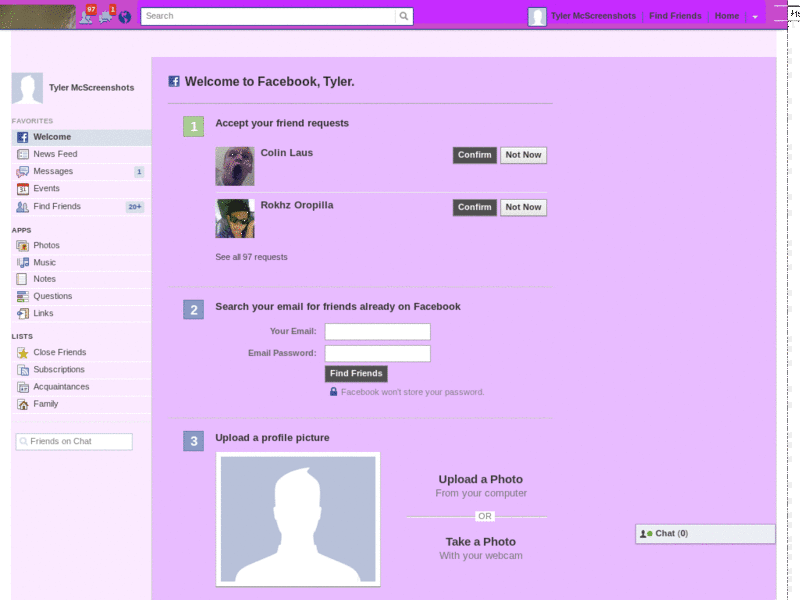 97
1
Search
Tyler McScreenshots
Find Friends
Home
Tyler McScreenshots
FAVORITES
Welcome
News Feed
Messages 1
Events
Find Friends 20+
APPS
Photos
Music
Notes
Questions
Links
LISTS
Close Friends
Subscriptions
Acquaintances
Family
Friends on Chat
Welcome to Facebook, Tyler.
1 Accept your friend requests
Colin Laus
Confirm Not Now
Rokhz Oropilla
Confirm Not Now
See all 97 requests
2 Search your email for friends already on Facebook
Your Email:
Email Password:
Find Friends
Facebook won't store your password.
3 Upload a profile picture
Upload a Photo
From your computer
OR
Take a Photo
With your webcam
Chat (0)